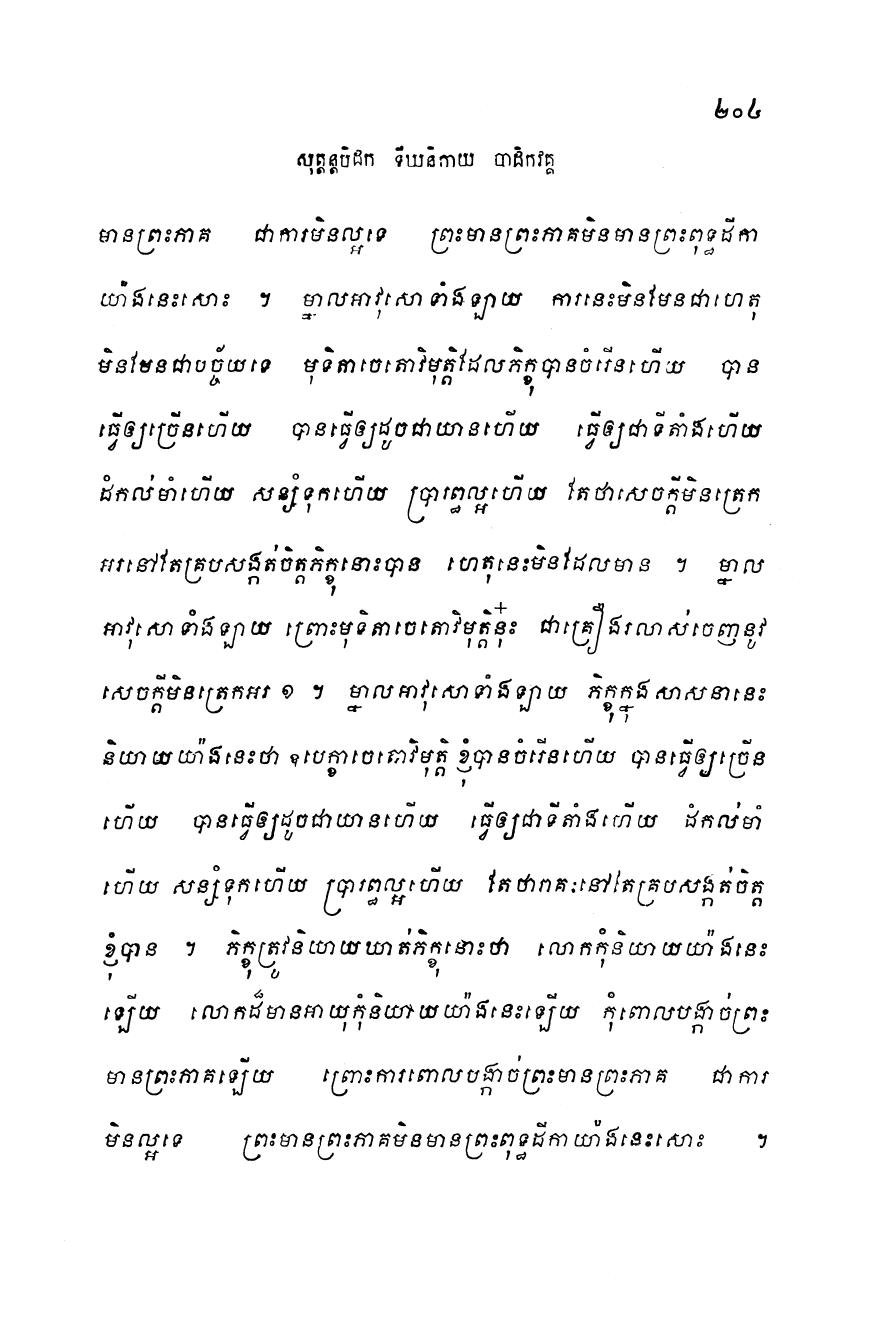 ២០៤
សុត្តន្តបិដក ទីឃនិកាយ បាដិកវគ្គ
មានព្រះភាគ ជាការមិនល្អទេ ព្រះមានព្រះភាគមិនមានព្រះពុទ្ធដីកា
យ៉ាងនេះសោះ ។ ម្នាលអាវុសោទាំងឡាយ ការនេះមិនមែនជាហេតុ
មិនមែនជាបច្ច័យទេ មុទិតាចេតោវិមុត្តិដែលភិក្ខុបានចំរើនហើយ បាន
ធ្វើឲ្យច្រើនហើយ បានធ្វើឲ្យដូចជាយានហើយ ធ្វើឲ្យជាទីតាំងហើយ
ដំកល់មាំហើយ សន្សំទុកហើយ ប្រារព្ធល្អហើយ តែថាសេចក្តីមិនត្រេក
អរនៅតែគ្របសង្កត់ចិត្តភិក្ខុនោះបាន ហេតុនេះមិនដែលមាន ។ ម្នាល
អាវុសោទាំងឡាយ ព្រោះមុទិតាចេតោវិមុត្តិនុ៎ះ ជាគ្រឿងរលាស់ចេញនូវ
សេចក្តីមិនត្រេកអរ ១ ។ ម្នាលអាវុសោទាំងឡាយ ភិក្ខុក្នុងសាសនានេះ
និយាយយ៉ាងនេះថា ឧបេក្ខាចេតោវិមុត្តិ ខ្ញុំបានចំរើនហើយ បានធ្វើឲ្យច្រើន
ហើយ បានធ្វើឲ្យដូចជាយានហើយ ធ្វើឲ្យជាទីតាំងហើយ ដំកល់មាំ
ហើយ សន្សំទុកហើយ ប្រារព្ធល្អហើយ តែថារាគៈនៅតែគ្របសង្កត់ចិត្ត
ខ្ញុំបាន ។ ភិក្ខុត្រូវនិយាយឃាត់ភិក្ខុនោះថា លោកកុំនិយាយយ៉ាងនេះ
ឡើយ លោកដ៏មានអាយុកុំនិយាយយ៉ាងនេះឡើយ កុំពោលបង្កាច់ព្រះ
មានព្រះភាគឡើយ ព្រោះការពោលបង្កាច់ព្រះមានព្រះភាគ ជាការ
មិនល្អទេ ព្រះមានព្រះភាគមិនមានព្រះពុទ្ធដីកាយ៉ាងនេះសោះ ។